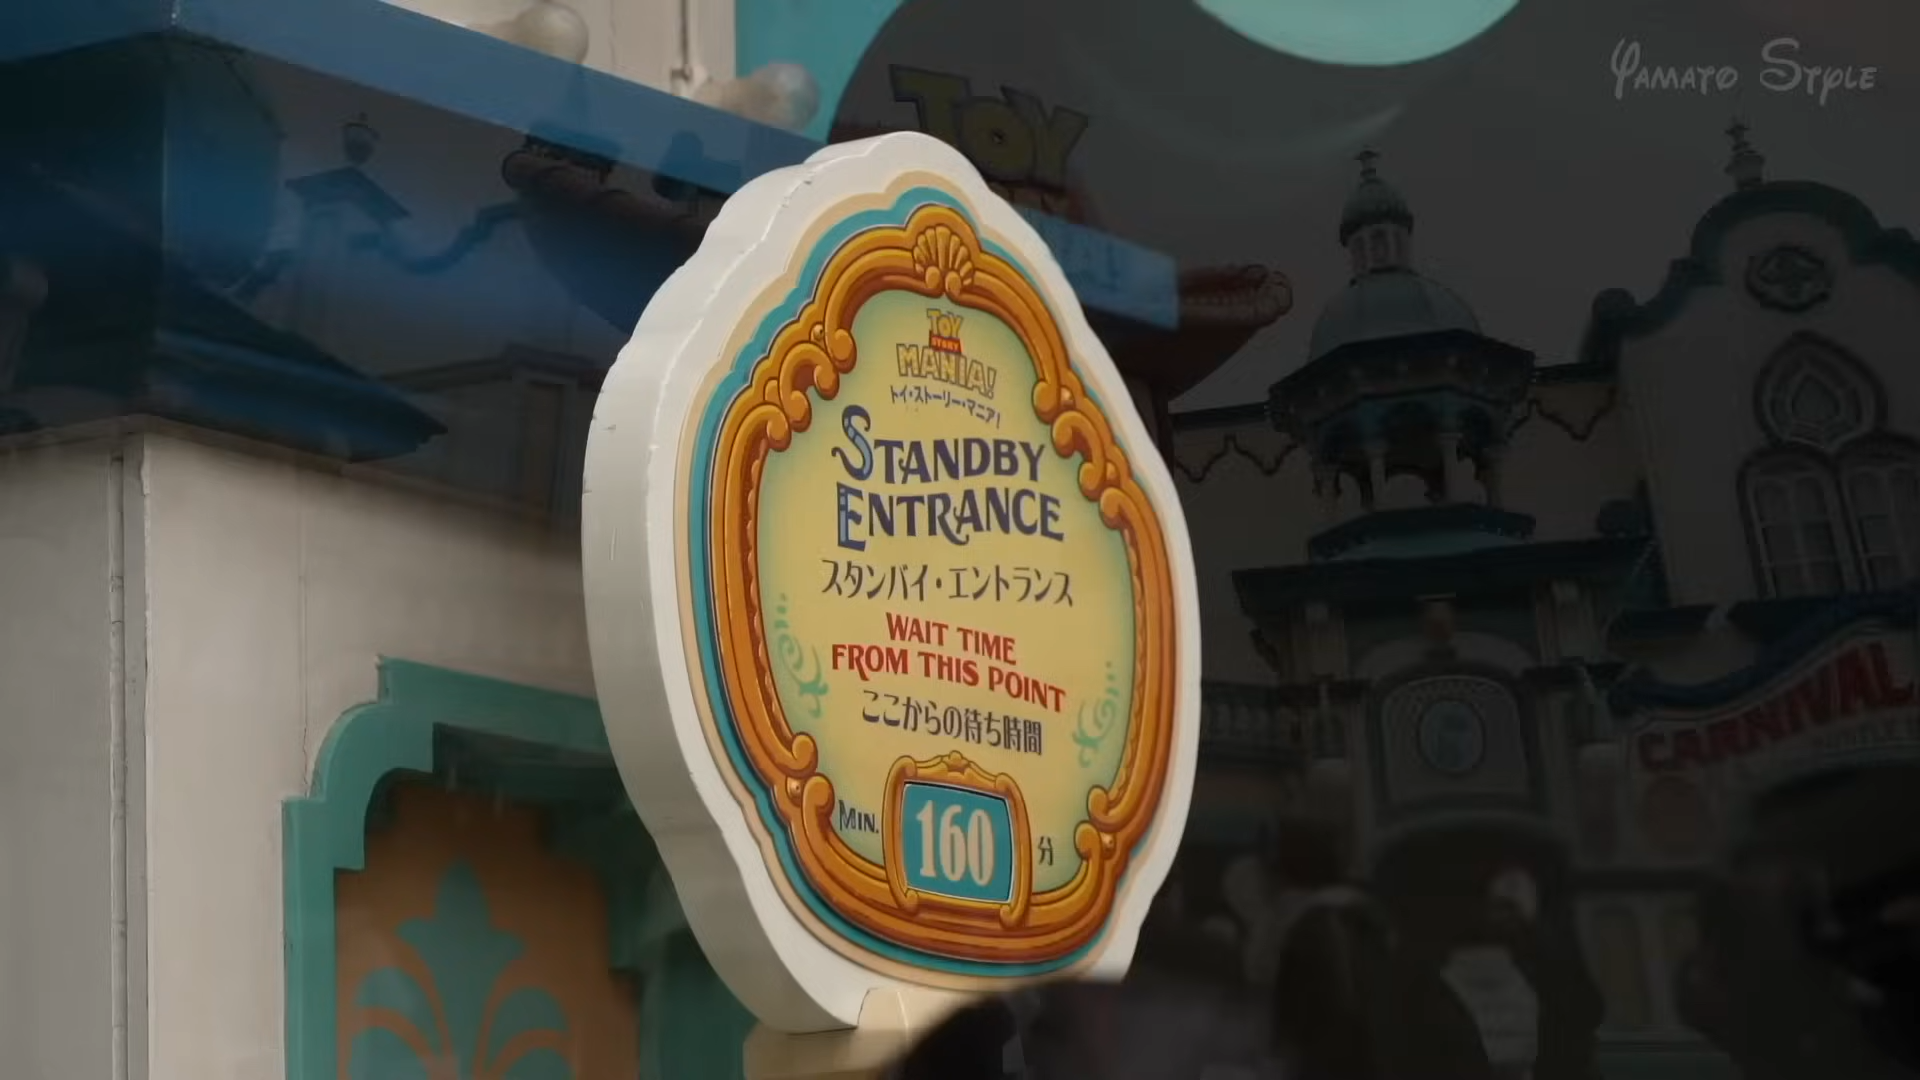 YAMATO STYLE
TOY
TOY
STORY
MANIA!
トイ・ストーリー・マニア!
STANDBY
ENTRANCE
スタンバイ・エントランス
WAIT TIME
FROM THIS POINT
ここからの待ち時間
MIN. 160 分
CARNIVAL